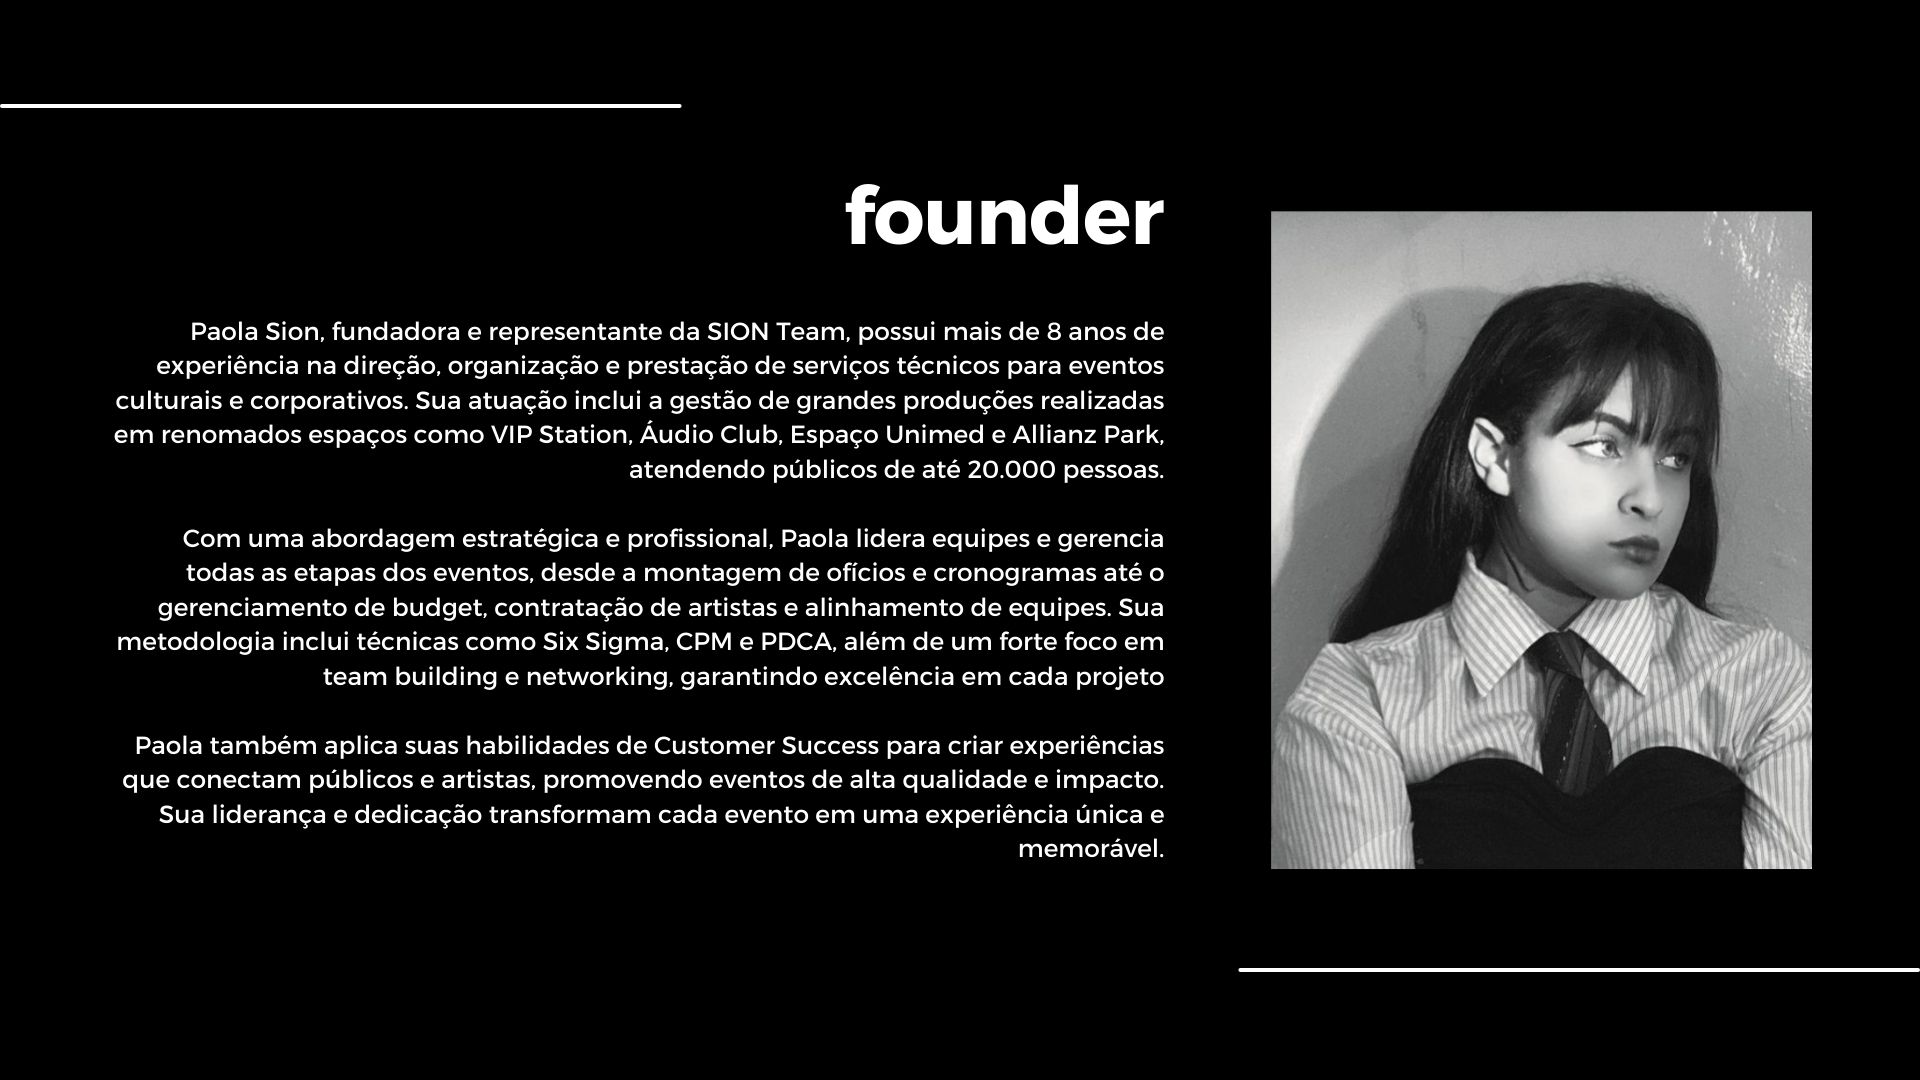 founder
Paola Sion, fundadora e representante da SION Team, possui mais de 8 anos de
experiência na direção, organização e prestação de serviços técnicos para eventos
culturais e corporativos. Sua atuação inclui a gestão de grandes produções realizadas
em renomados espaços como VIP Station, Áudio Club, Espaço Unimed e Allianz Park,
atendendo públicos de até 20.000 pessoas.
Com uma abordagem estratégica e profissional, Paola lidera equipes e gerencia
todas as etapas dos eventos, desde a montagem de ofícios e cronogramas até o
gerenciamento de budget, contratação de artistas e alinhamento de equipes. Sua
metodologia inclui técnicas como Six Sigma, CPM e PDCA, além de um forte foco em
team building e networking, garantindo excelência em cada projeto
Paola também aplica suas habilidades de Customer Success para criar experiências
que conectam públicos e artistas, promovendo eventos de alta qualidade e impacto.
Sua liderança e dedicação transformam cada evento em uma experiência única e
memorável.